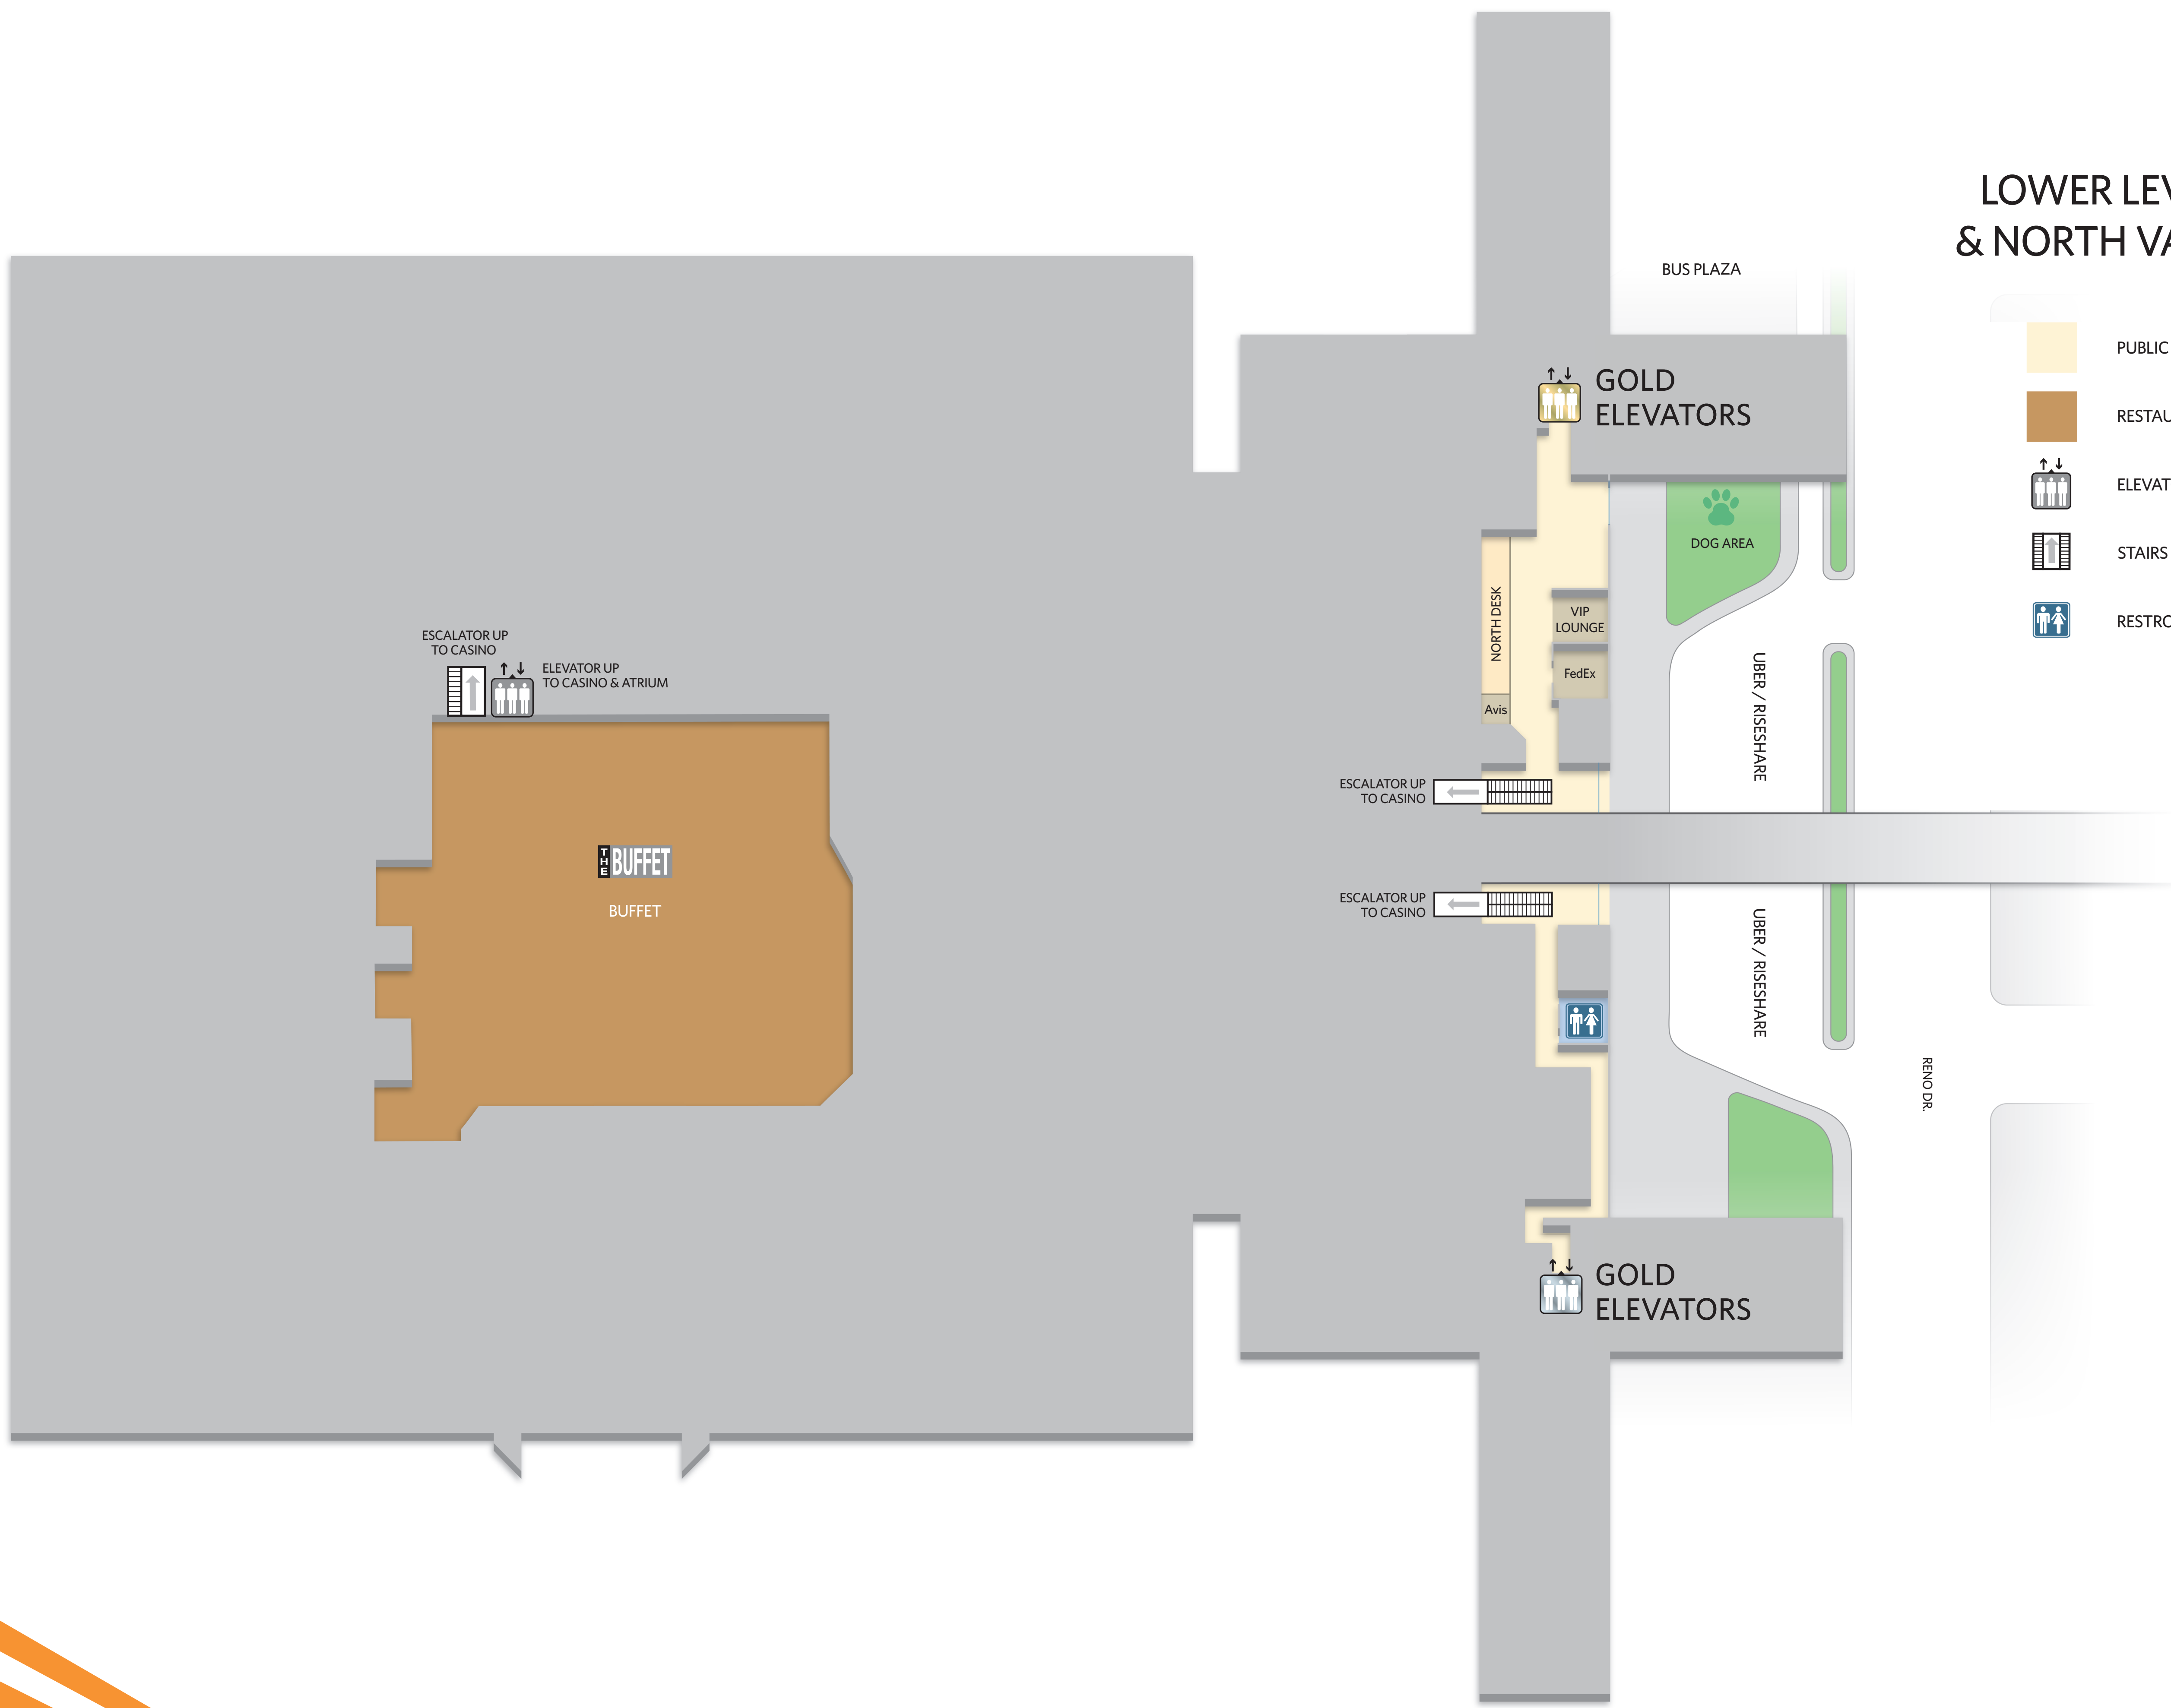 LOWER LEV
& NORTH VA
BUS PLAZA
PUBLIC
GOLD
ELEVATORS
RESTAU
ELEVAT
DOG AREA
STAIRS
NORTH DESK
VIP
LOUNGE
RESTRO
ESCALATOR UP
TO CASINO
ELEVATOR UP
TO CASINO & ATRIUM
FedEx
Avis
UBER / RISESHARE
ESCALATOR UP
TO CASINO
THE BUFFET
BUFFET
ESCALATOR UP
TO CASINO
UBER / RISESHARE
RENO DR.
GOLD
ELEVATORS